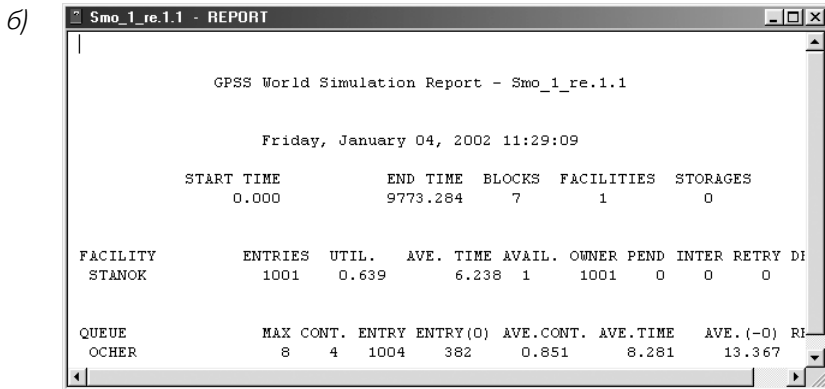 б)
Smo_1_re.1.1 - REPORT
GPSS World Simulation Report - Smo_1_re.1.1
Friday, January 04, 2002 11:29:09
START TIME END TIME BLOCKS FACILITIES STORAGES
0.000 9773.284 7 1 0
FACILITY ENTRIES UTIL. AVE. TIME AVAIL. OWNER PEND INTER RETRY
STANOK 1001 0.639 6.238 1 1001 0 0 0
QUEUE MAX CONT. ENTRY ENTRY(0) AVE.CONT. AVE.TIME AVE.(-0)
OCHER 8 4 1004 382 0.851 8.281 13.367